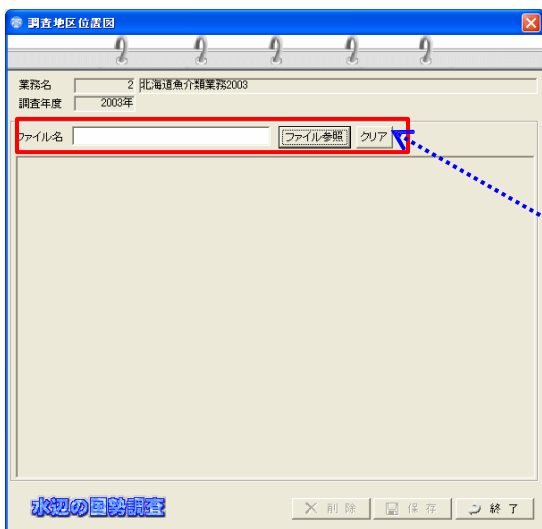 調査地区位置図
業務名 2 北海道魚介類業務2003
調査年度 2003年
ファイル名 ファイル参照 クリア
水辺の国勢調査 削除 保存 終了